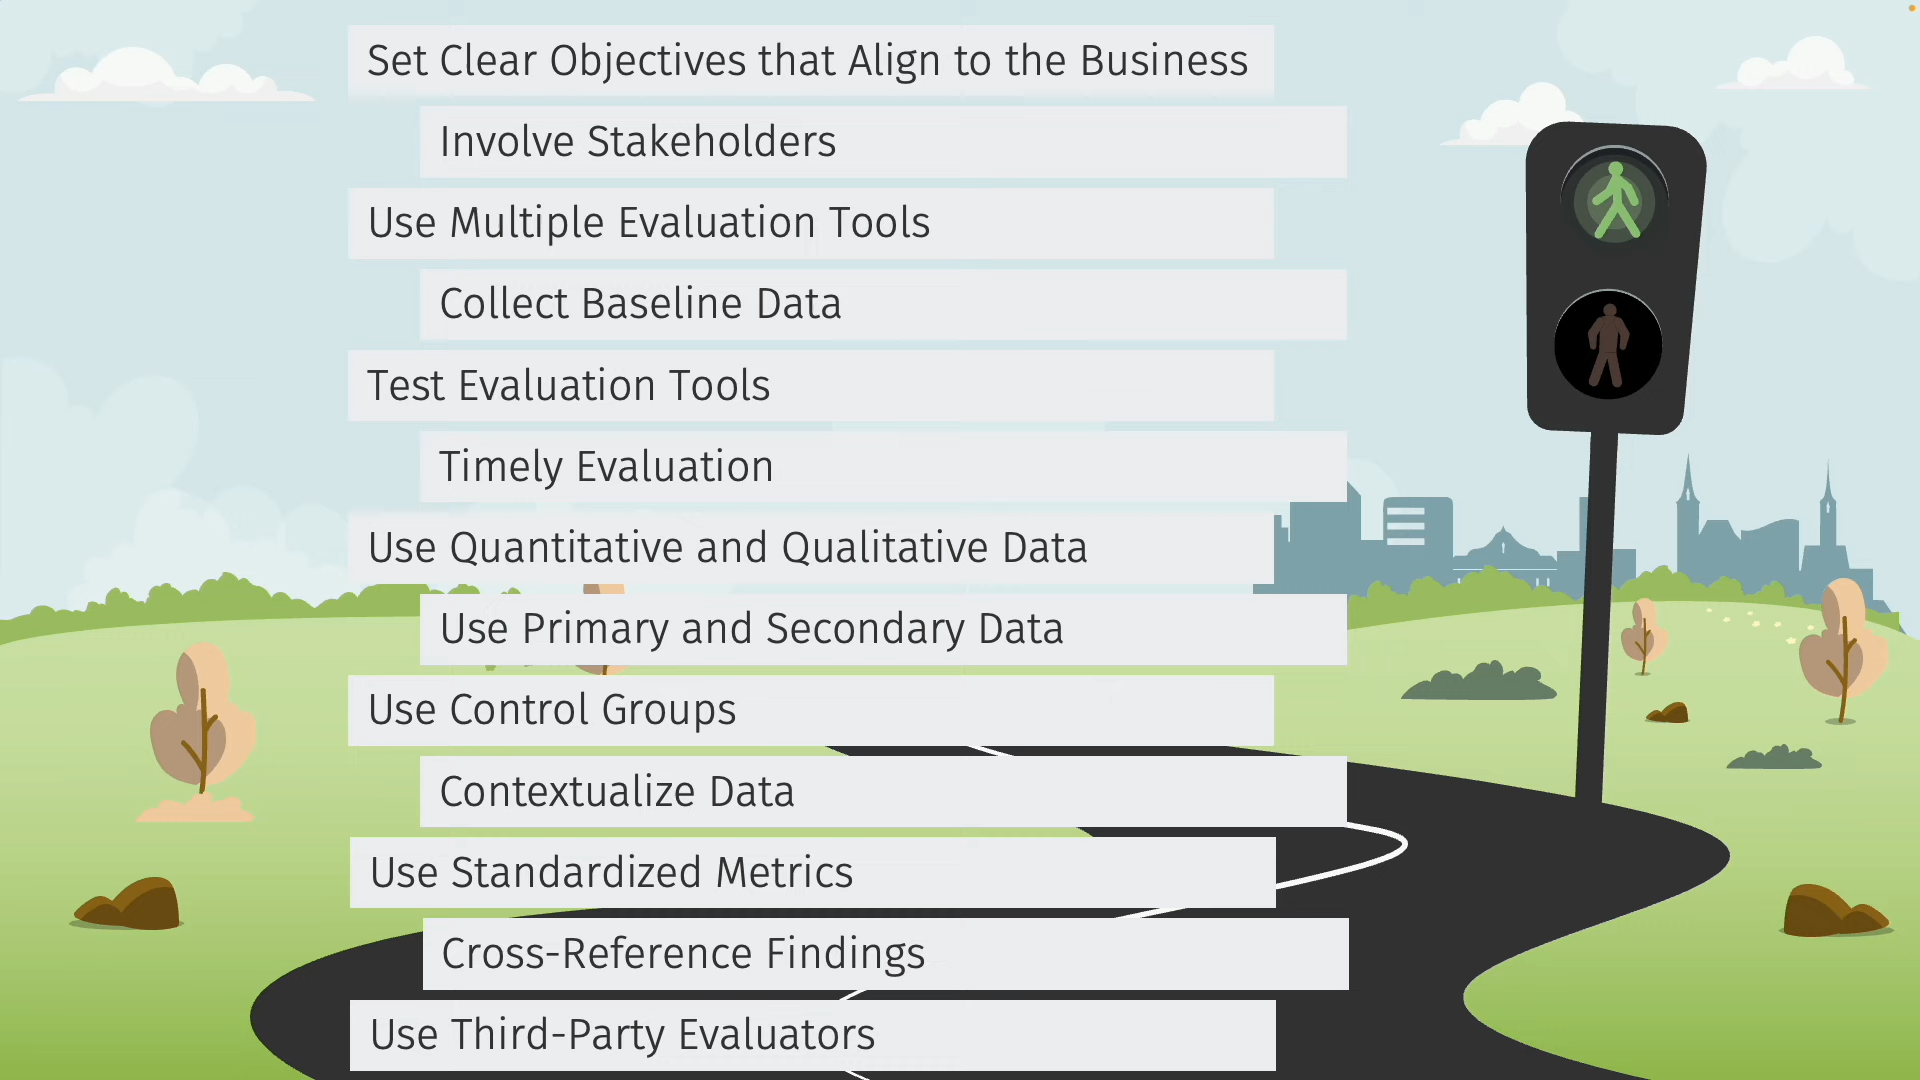 Set Clear Objectives that Align to the Business
Involve Stakeholders
Use Multiple Evaluation Tools
Collect Baseline Data
Test Evaluation Tools
Timely Evaluation
Use Quantitative and Qualitative Data
Use Primary and Secondary Data
Use Control Groups
Contextualize Data
Use Standardized Metrics
Cross-Reference Findings
Use Third-Party Evaluators